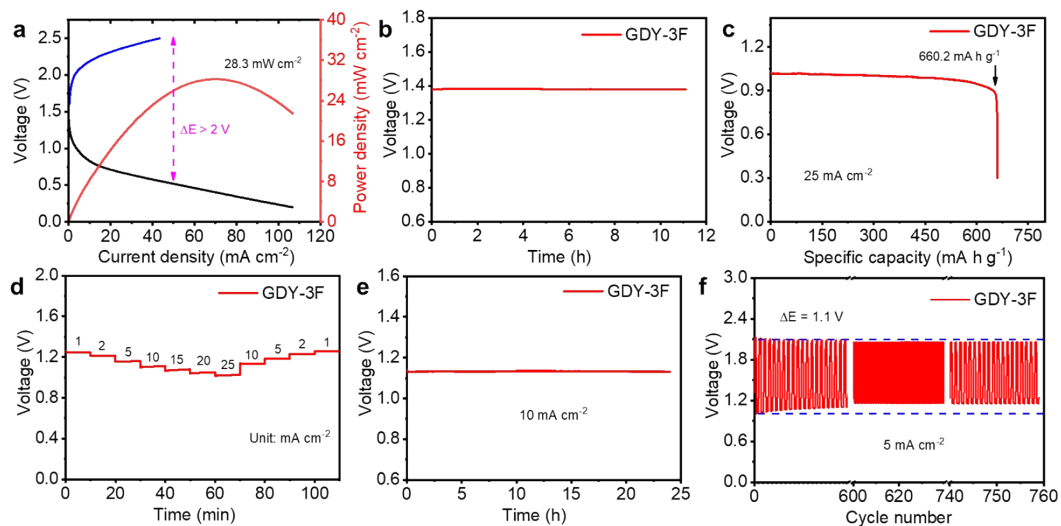 a
Voltage (V)
2.5
2.0
1.5
1.0
0.5
0.0
28.3 mW cm-2
ΔE > 2 V
40
32
24
16
8
0
Power density (mW cm-2)
0 20 40 60 80 100 120
Current density (mA cm-2)
b
GDY-3F
Voltage (V)
1.8
1.6
1.4
1.2
1.0
0.8
0.6
0 2 4 6 8 10 12
Time (h)
c
GDY-3F
660.2 mA h g-1
Voltage (V)
1.2
0.9
0.6
0.3
0.0
25 mA cm-2
0 150 300 450 600 750
Specific capacity (mA h g-1)
d
GDY-3F
Voltage (V)
2.0
1.6
1.2
0.8
0.4
0.0
1 2 5 10 15 20 25 10 5 2 1
Unit: mA cm-2
0 20 40 60 80 100
Time (min)
e
GDY-3F
Voltage (V)
1.6
1.4
1.2
1.0
0.8
0.6
10 mA cm-2
0 5 10 15 20 25
Time (h)
f
GDY-3F
ΔE = 1.1 V
Voltage (V)
3.0
2.4
1.8
1.2
0.6
0.0
5 mA cm-2
0 600 620 740 750 760
Cycle number